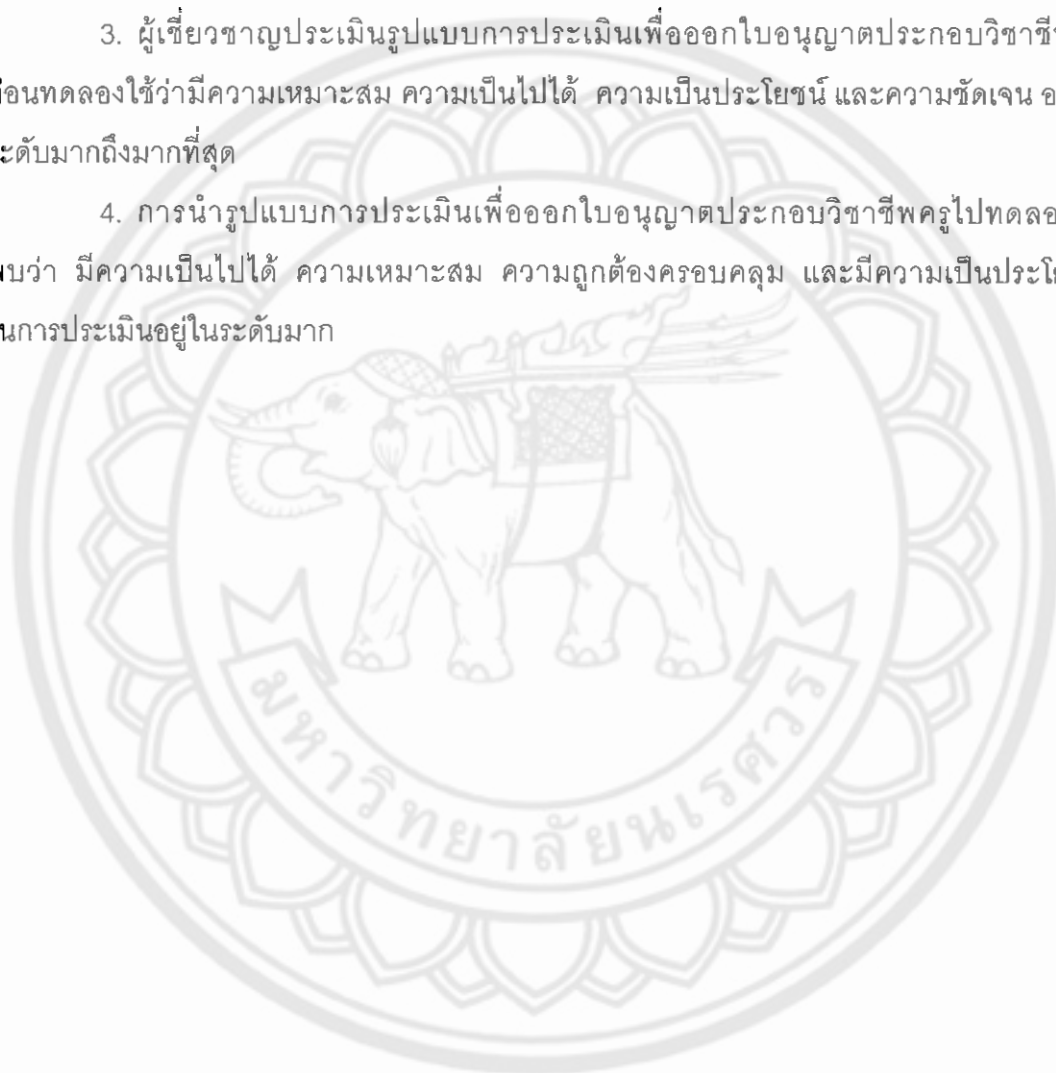 3. ผู้เชี่ยวชาญประเมินรูปแบบการประเมินเพื่อออกใบอนุญาตประกอบวิชาชีพ
ก่อนทดลองใช้ว่ามีความเหมาะสม ความเป็นไปได้ ความเป็นประโยชน์ และความชัดเจน
ระดับมากถึงมากที่สุด
4. การนำรูปแบบการประเมินเพื่อออกใบอนุญาตประกอบวิชาชีพครูไปทดลอง
พบว่า มีความเป็นไปได้ ความเหมาะสม ความถูกต้องครอบคลุม และมีความเป็น
ในการประเมินอยู่ในระดับมาก
มหาวิทยาลัยนเรศวร